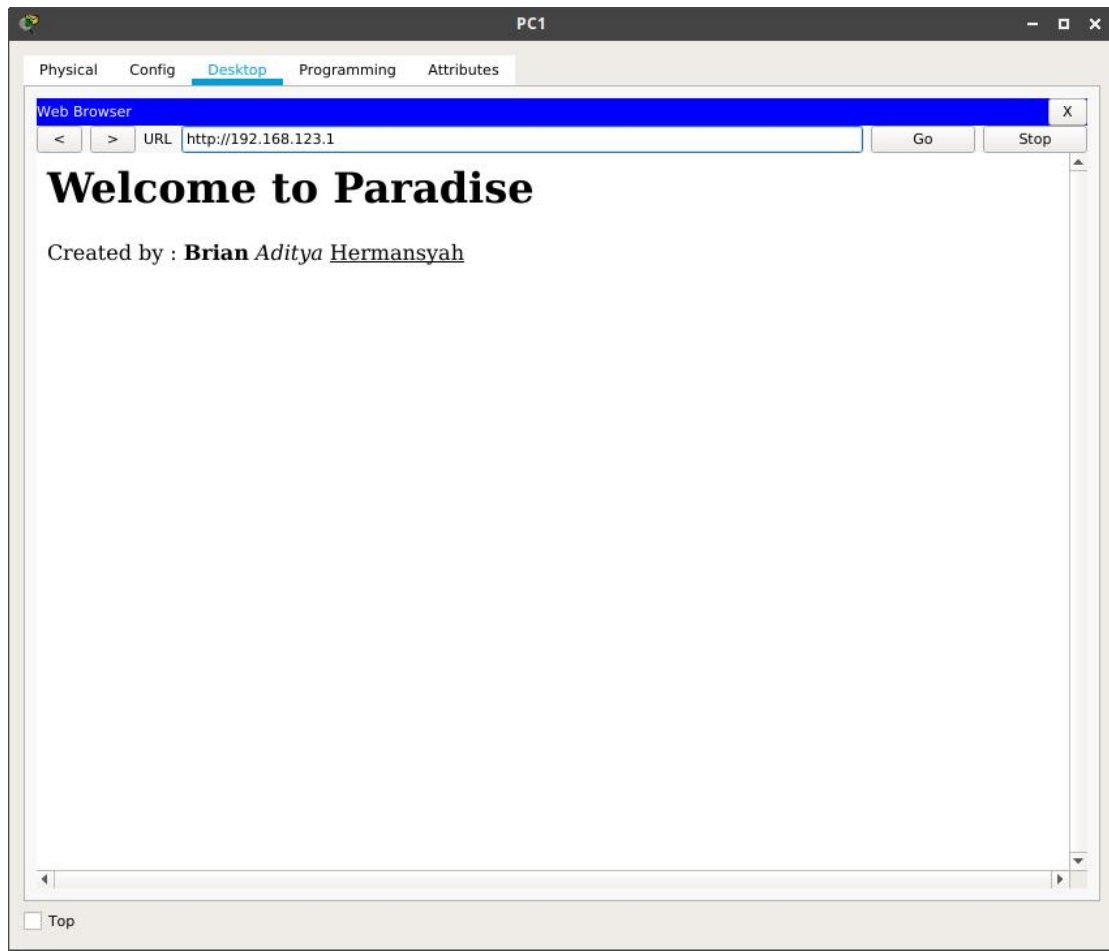 PC1
Physical Config Desktop Programming Attributes
Web Browser X
< > URL http://192.168.123.1 Go Stop
Welcome to Paradise
Created by : Brian Aditya Hermansyah
Top